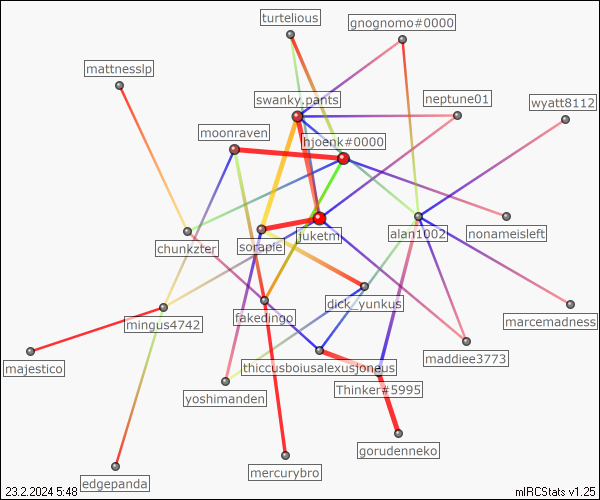 turtelious
gnognomo#0000
mattnesslp
swanky.pants
neptune01
wyatt8112
moonraven
hjoenk#0000
juketm
alan1002
nonameisleft
chunkzter
sorapie
dick_yunkus
mingus4742
fakedingo
marcemadness
majestico
thiccusboiusalexusjoneus
maddiee3773
yoshimanden
Thinker#5995
gorudenneko
mercurybro
edgepanda
23.2.2024 5:48
mIRCStats v1.25